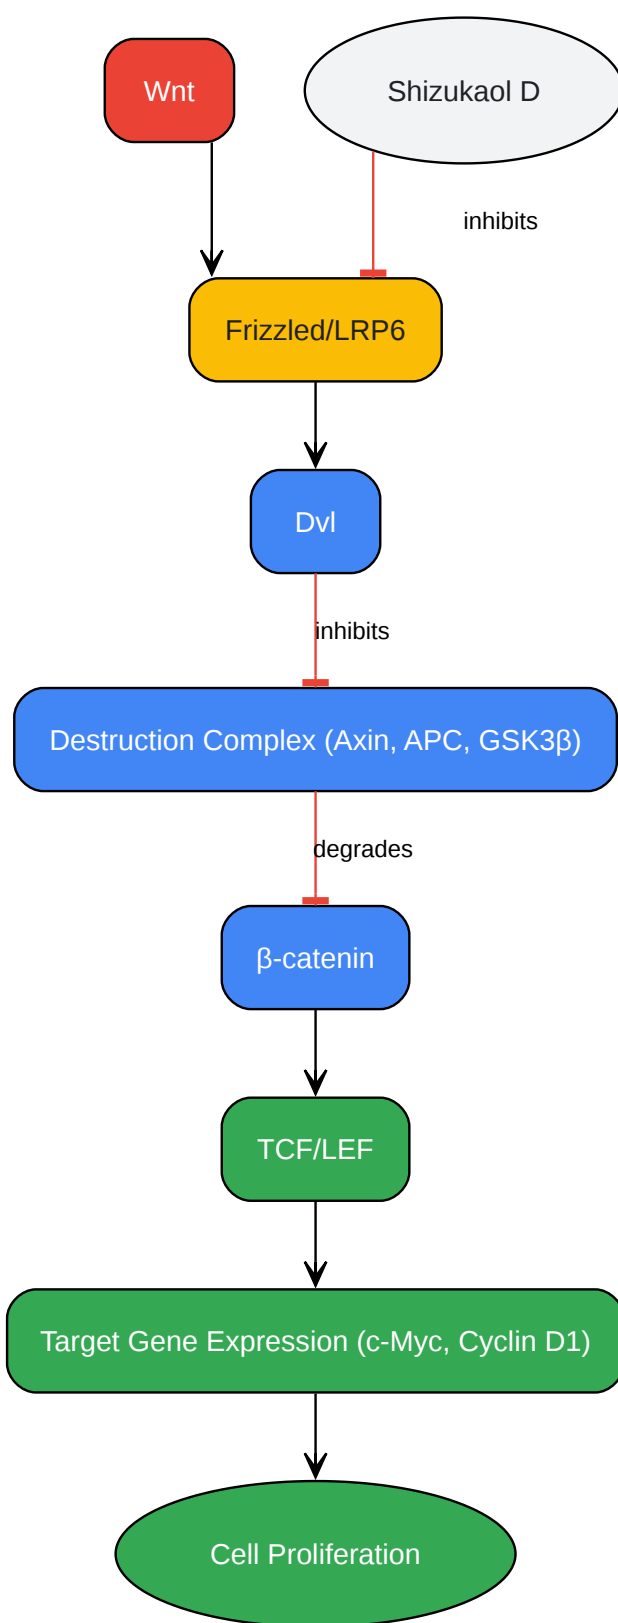 Wnt
Shizukaol D
inhibits
Frizzled/LRP6
Dvl
inhibits
Destruction Complex (Axin, APC, GSK3β)
degrades
β-catenin
TCF/LEF
Target Gene Expression (c-Myc, Cyclin D1)
Cell Proliferation